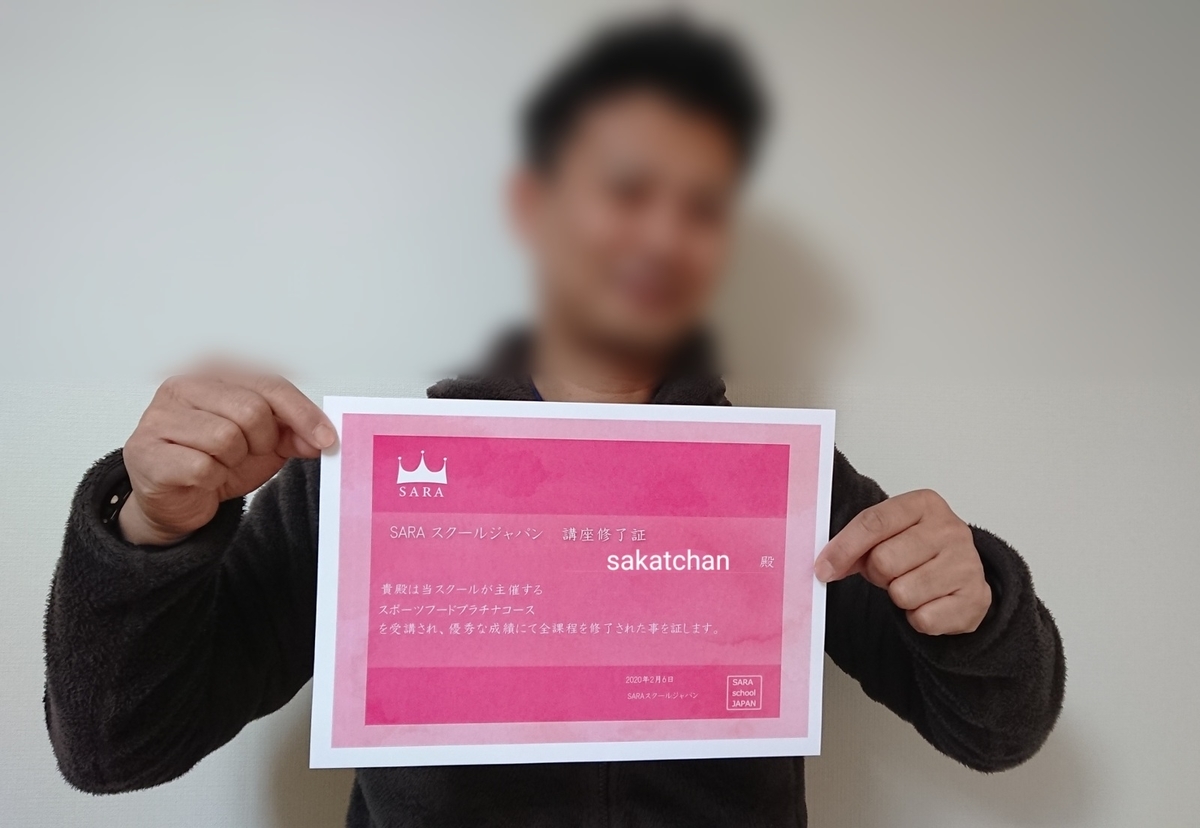 SARA
SARA スクールジャパン 講座修了証
sakatchan 殿
貴殿は当スクールが主催する
スポーツフードプラチナコース
を受講され、優秀な成績にて全課程を修了された事を証します。
2020年2月6日
SARAスクールジャパン
SARA
school
JAPAN